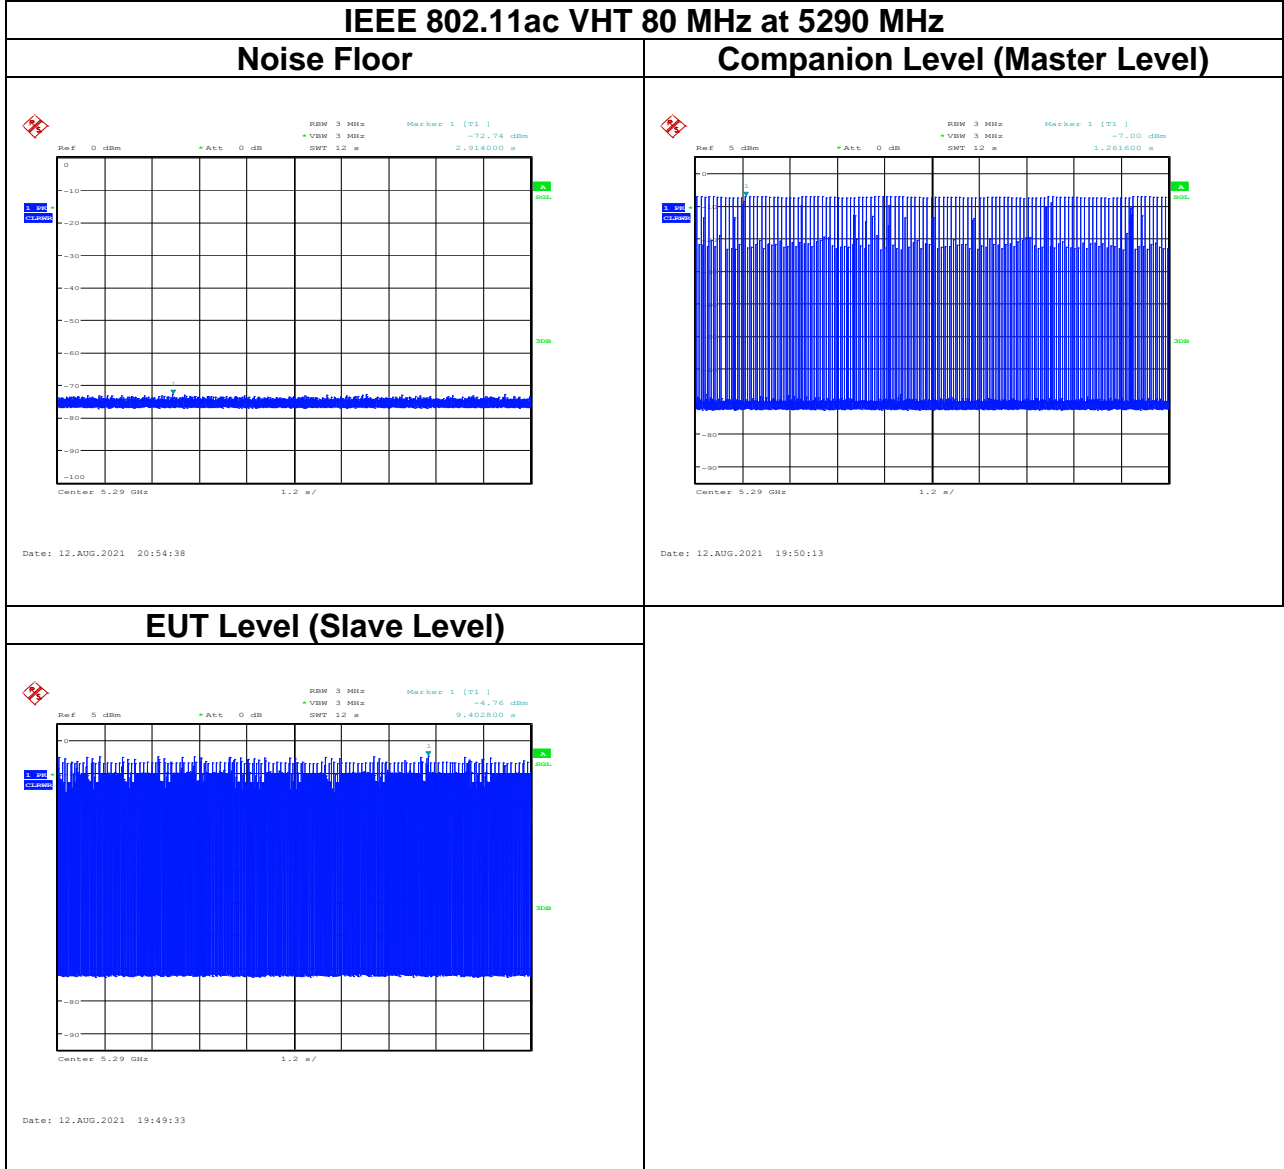 IEEE 802.11ac VHT 80 MHz at 5290 MHz
Noise Floor
Companion Level (Master Level)
R S
RBW 3 MHz Marker 1 [T1 ]
* VBW 3 MHz -72.74 dBm
Ref 0 dBm * Att 0 dB SWT 12 s 2.914000 s
0
-10
A
SGL
1 PK *
CLRWR
-20
-30
-40
-50
3DB
-60
-70
1
-80
-90
-100
Center 5.29 GHz 1.2 s/
Date: 12.AUG.2021 20:54:38
R S
RBW 3 MHz Marker 1 [T1 ]
* VBW 3 MHz -7.00 dBm
Ref 5 dBm * Att 0 dB SWT 12 s 1.261600 s
0
1
A
SGL
1 PK *
CLRWR
-10
3DB
-80
-90
Center 5.29 GHz 1.2 s/
Date: 12.AUG.2021 19:50:13
EUT Level (Slave Level)
R S
RBW 3 MHz Marker 1 [T1 ]
* VBW 3 MHz -4.76 dBm
Ref 5 dBm * Att 0 dB SWT 12 s 9.402800 s
0
1
A
SGL
1 PK *
CLRWR
3DB
-80
-90
Center 5.29 GHz 1.2 s/
Date: 12.AUG.2021 19:49:33